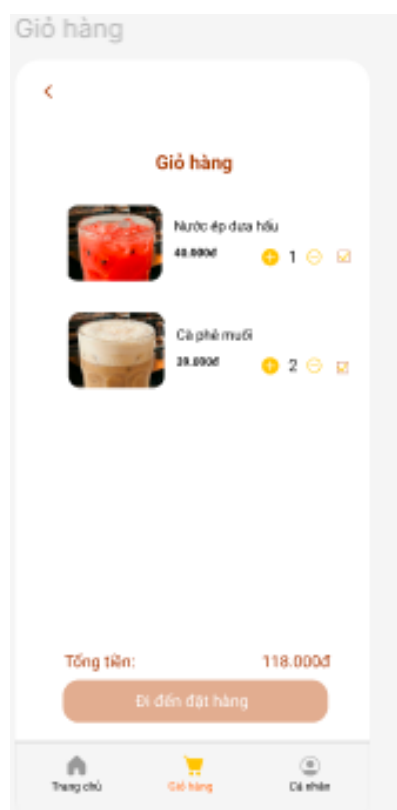 Giỏ hàng
Giỏ hàng
Nước ép dưa hấu
40.000đ
1
Cà phê muối
39.000đ
2
Tổng tiền: 118.000đ
Đi đến đặt hàng
Trang chủ Giỏ hàng Cá nhân